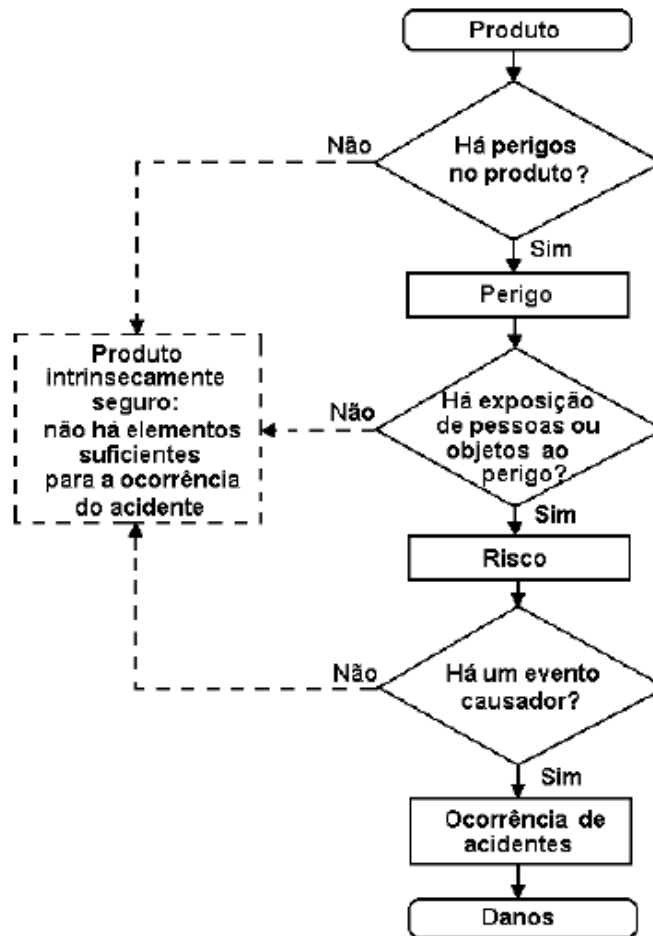 Produto
Não
Há perigos
no produto?
Sim
Perigo
Produto
intrinsecamente
seguro:
não há elementos
suficientes
para a ocorrência
do acidente
Não
Há exposição
de pessoas ou
objetos ao
perigo?
Sim
Risco
Não
Há um evento
causador?
Sim
Ocorrência de
acidentes
Danos